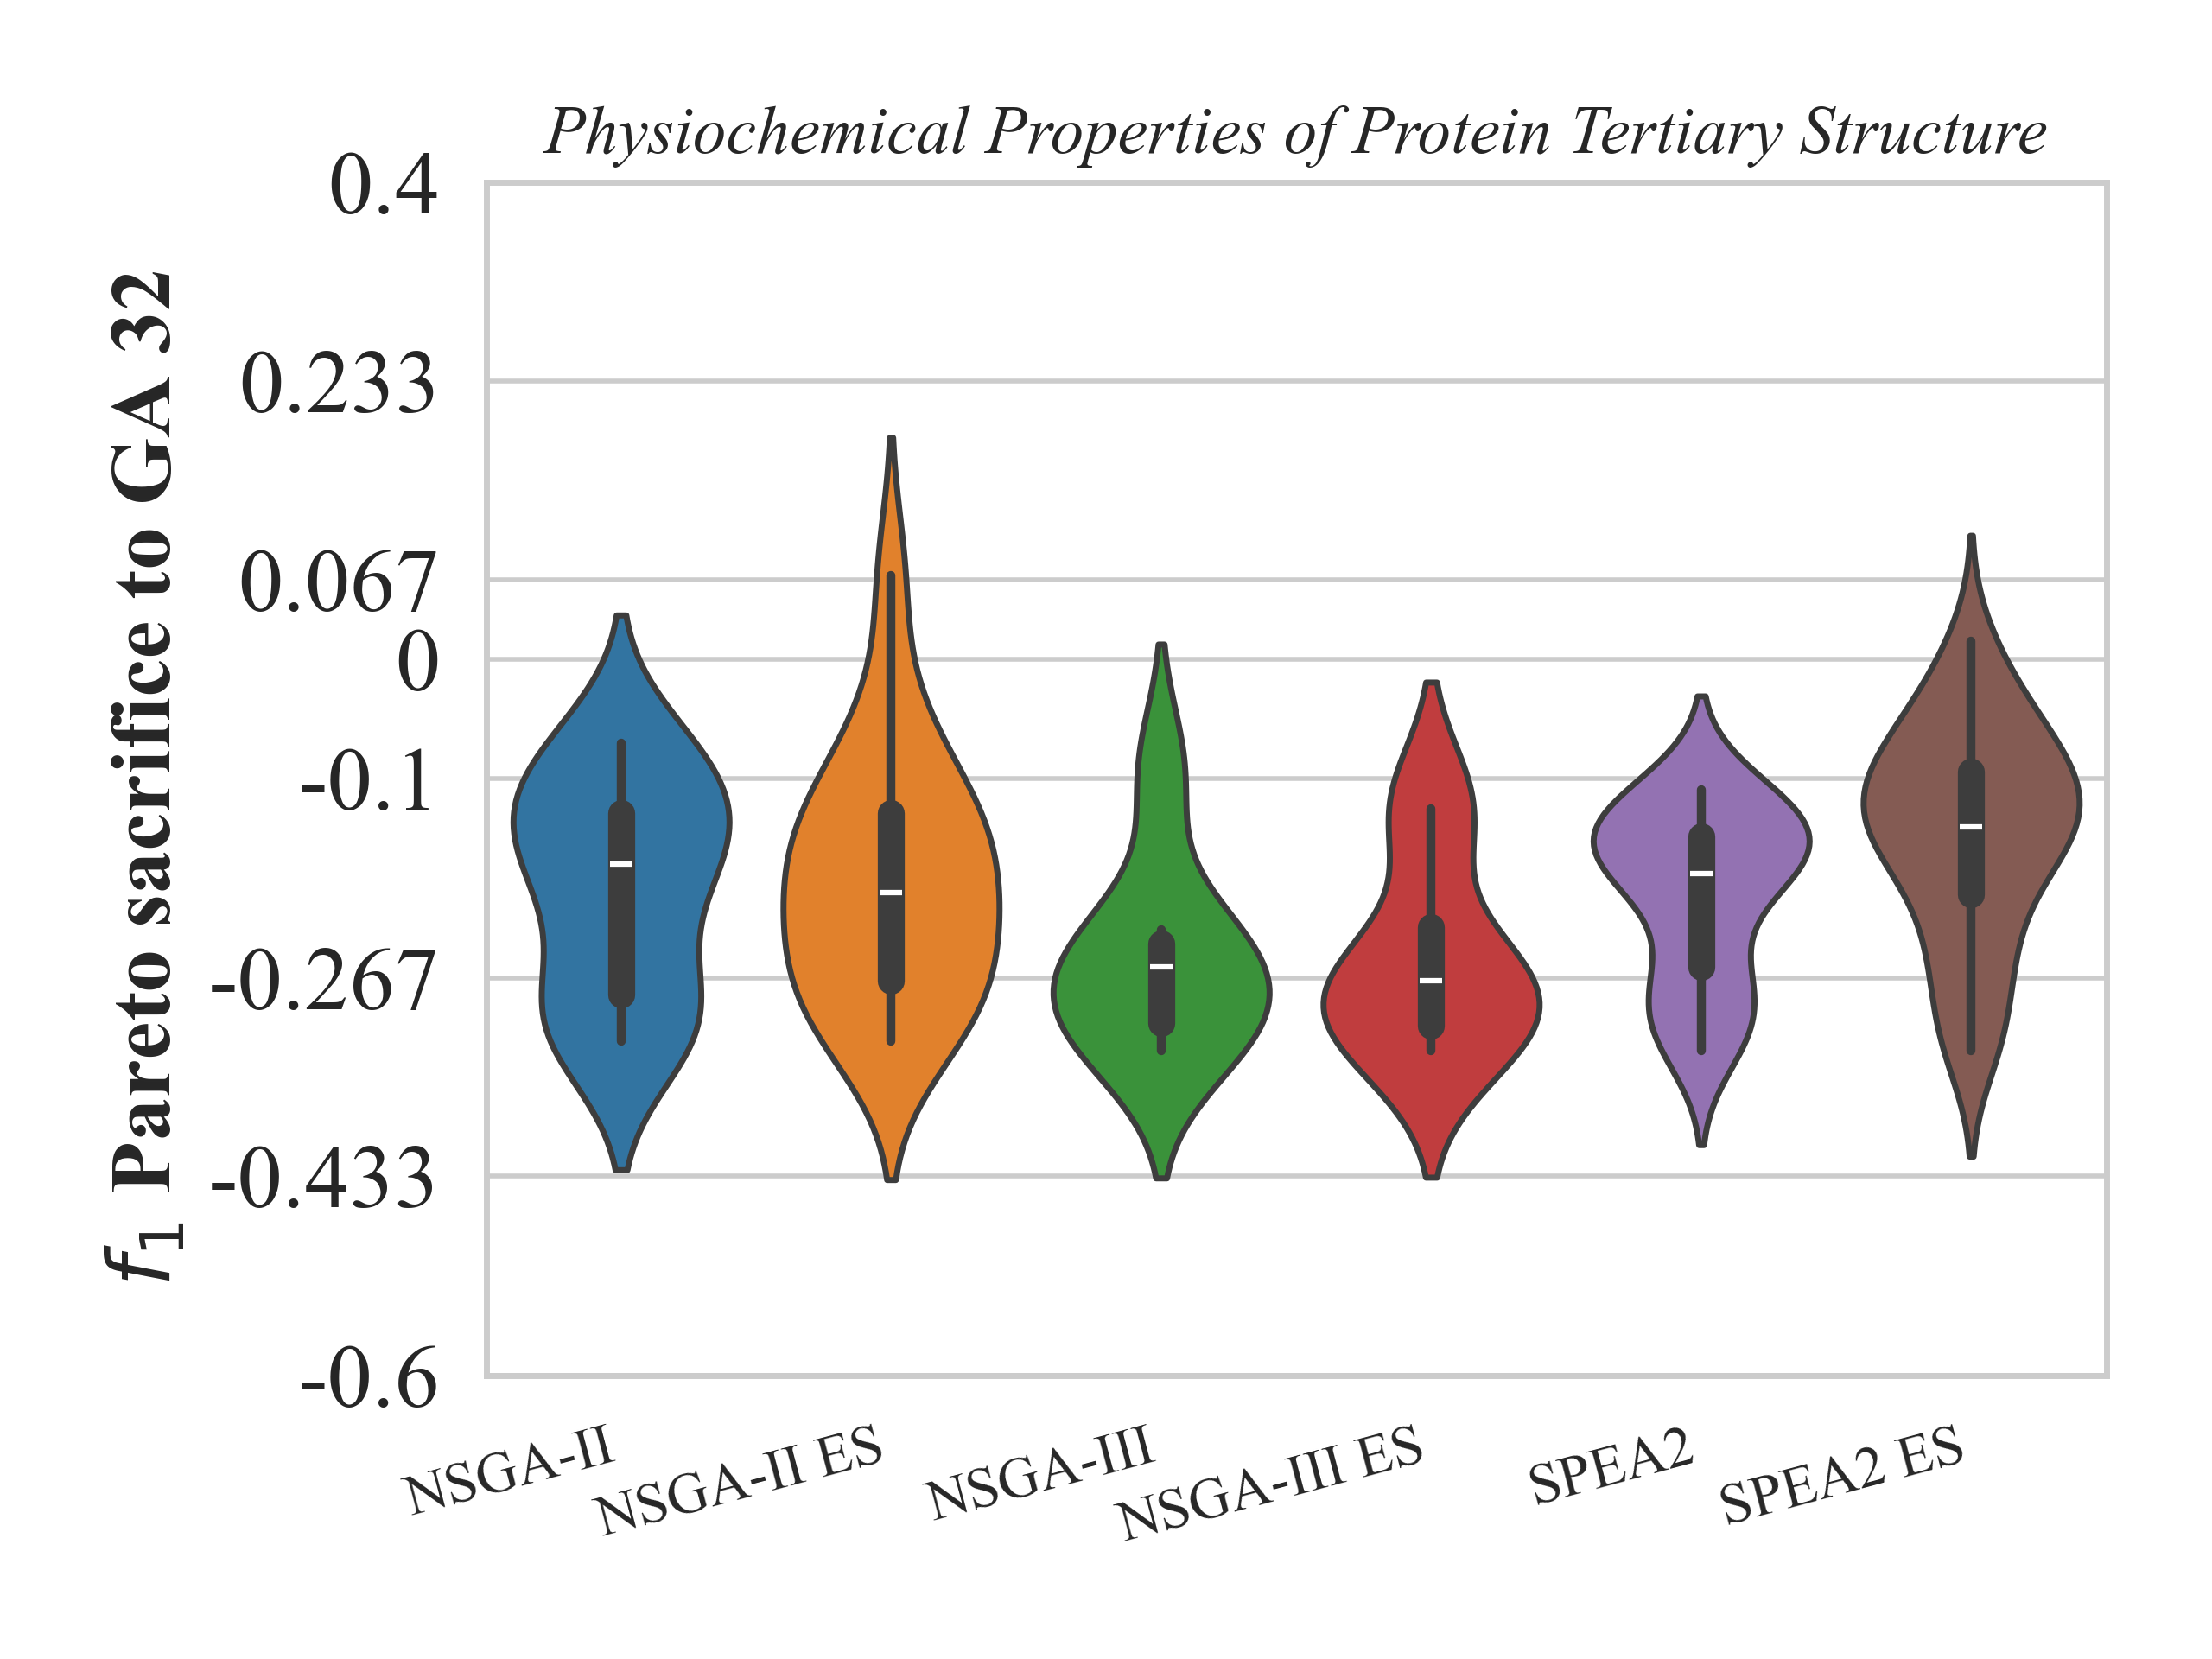 Physiochemical Properties of Protein Tertiary Structure
f1 Pareto sacrifice to GA 32
0.4
0.233
0.067
0
-0.1
-0.267
-0.433
-0.6
NSGA-II
NSGA-II ES
NSGA-III
NSGA-III ES
SPEA2
SPEA2 ES